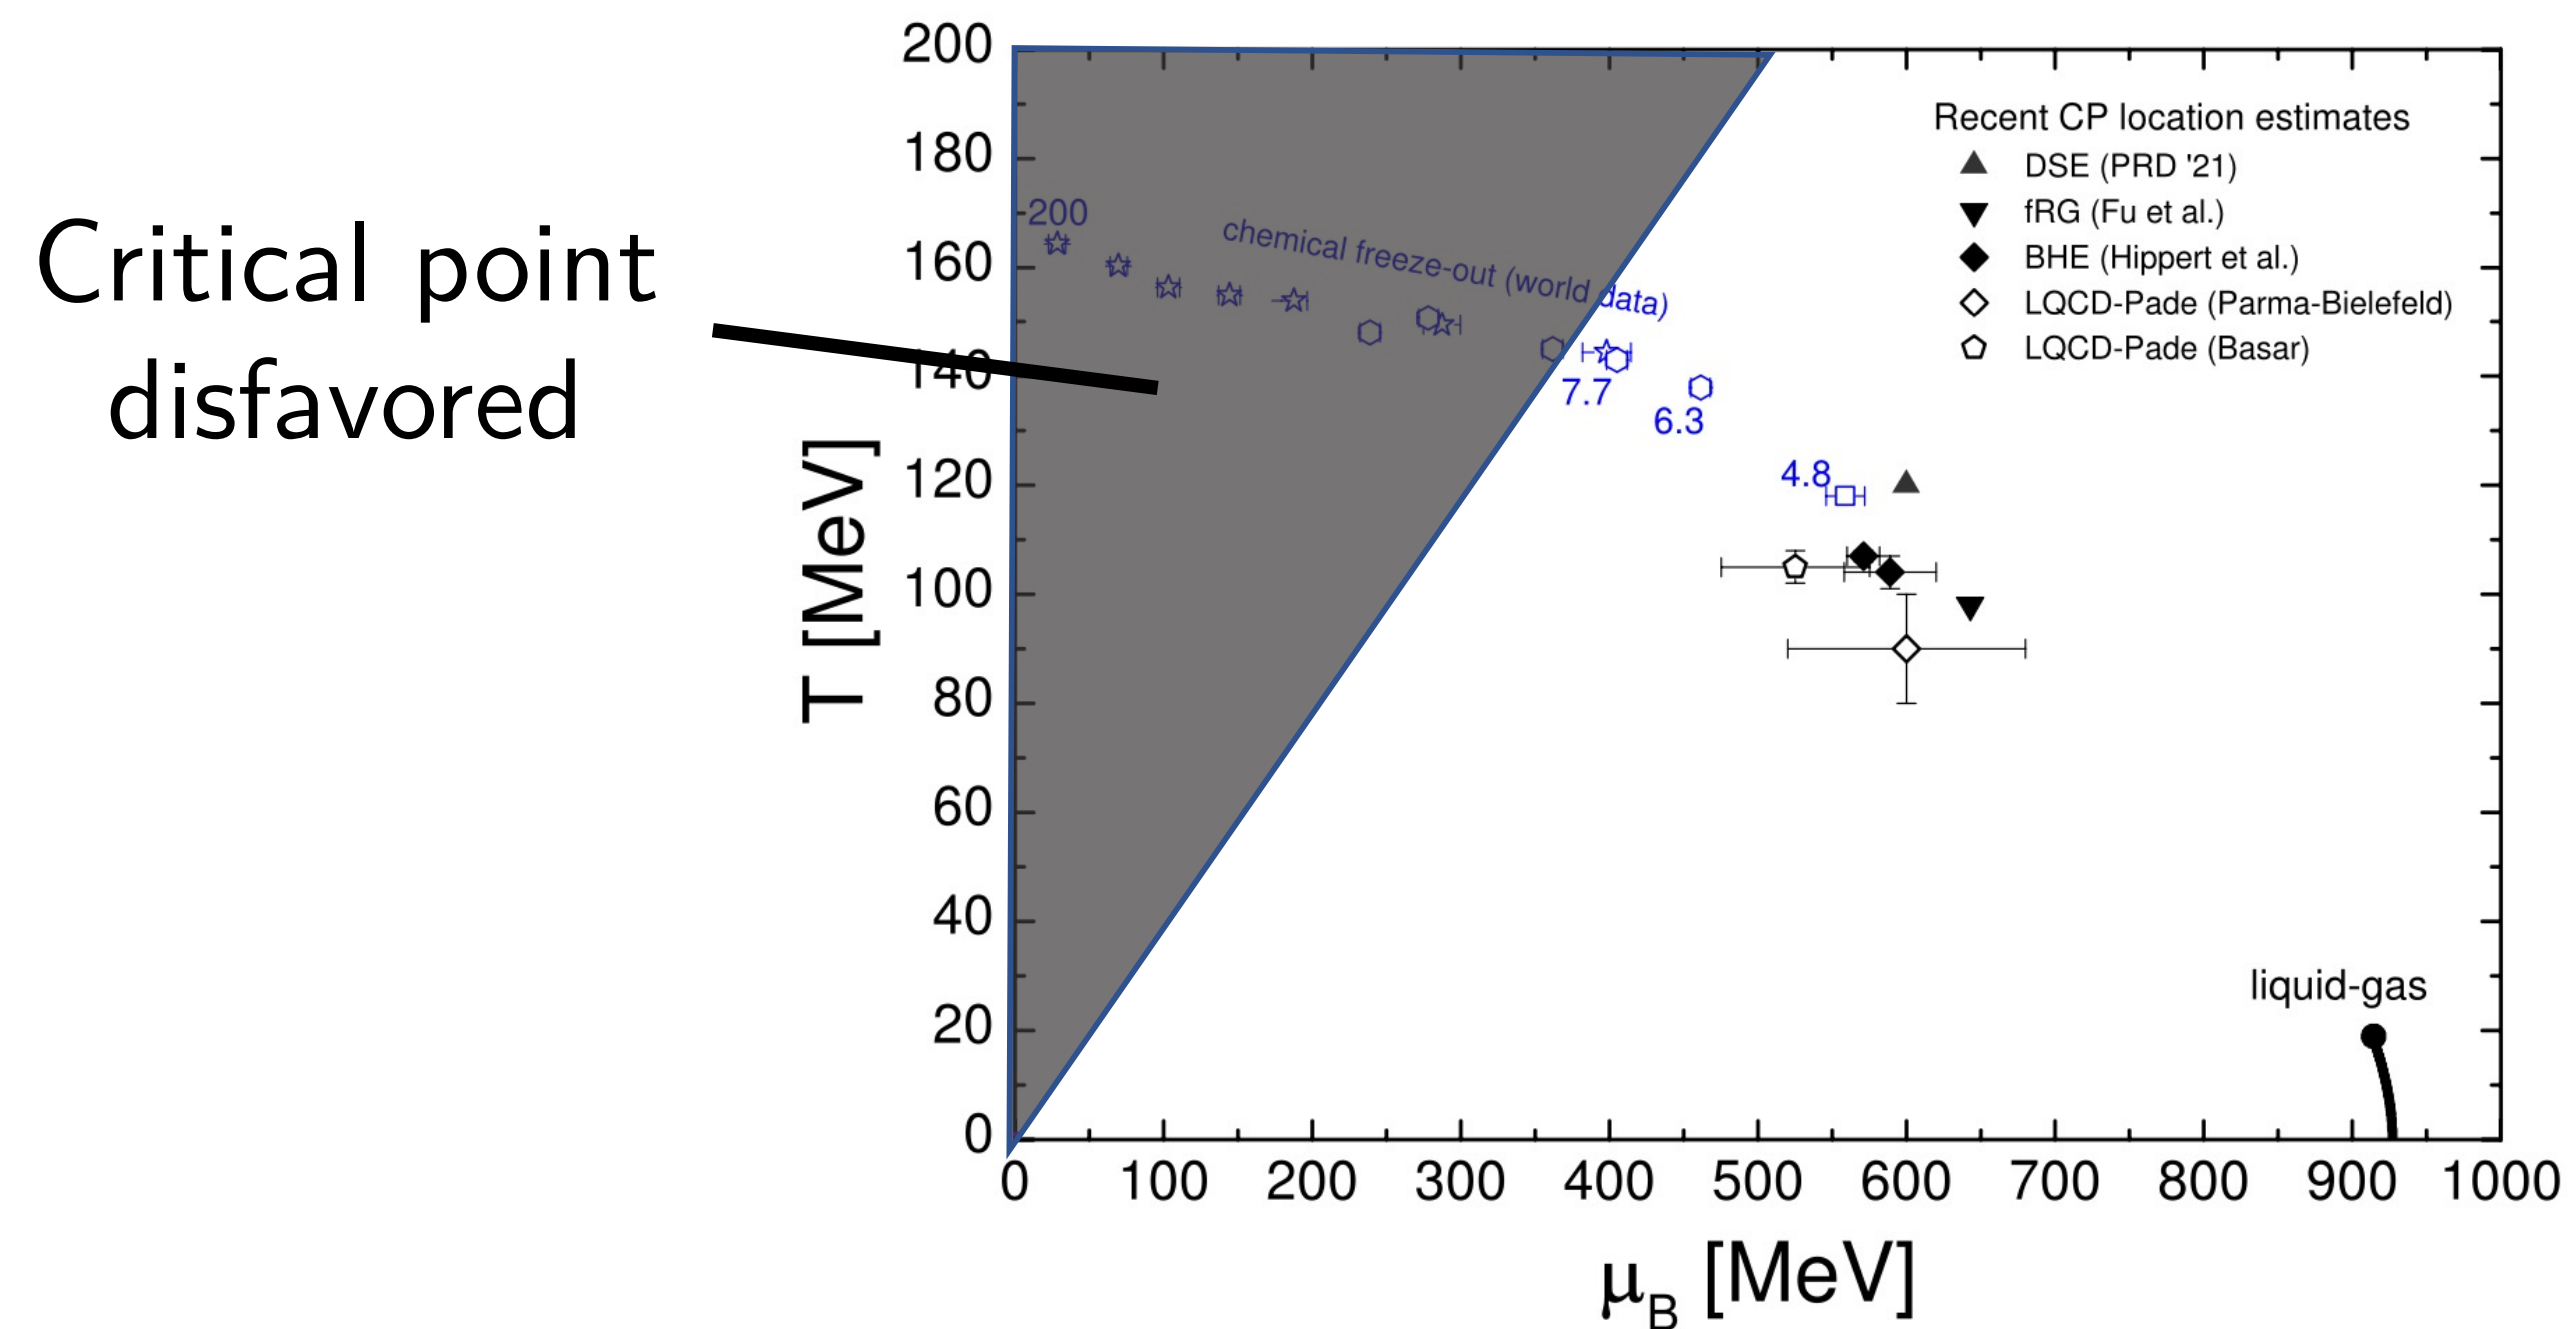 Critical point
disfavored
T [MeV]
200
180
160
140
120
100
80
60
40
20
0
200
chemical freeze-out (world data)
7.7
6.3
4.8
Recent CP location estimates
DSE (PRD '21)
fRG (Fu et al.)
BHE (Hippert et al.)
LQCD-Pade (Parma-Bielefeld)
LQCD-Pade (Basar)
liquid-gas
0 100 200 300 400 500 600 700 800 900 1000
μB [MeV]